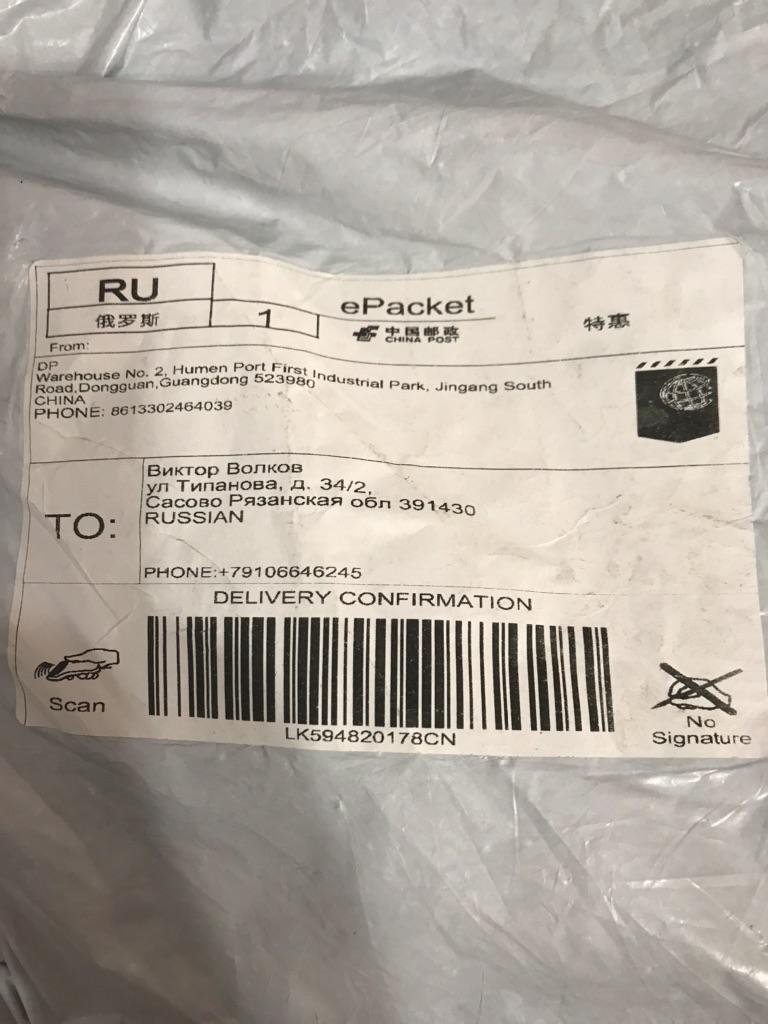 RU
俄罗斯
1
ePacket
中国邮政
CHINA POST
特惠
From:
DP
Warehouse No. 2, Humen Port First Industrial Park, Jingang South
Road,Dongguan,Guangdong 523980
CHINA
PHONE: 8613302464039
TO:
Виктор Волков
ул Типанова, д. 34/2,
Сасово Рязанская обл 391430
RUSSIAN
PHONE:+79106646245
DELIVERY CONFIRMATION
Scan
LK594820178CN
No
Signature